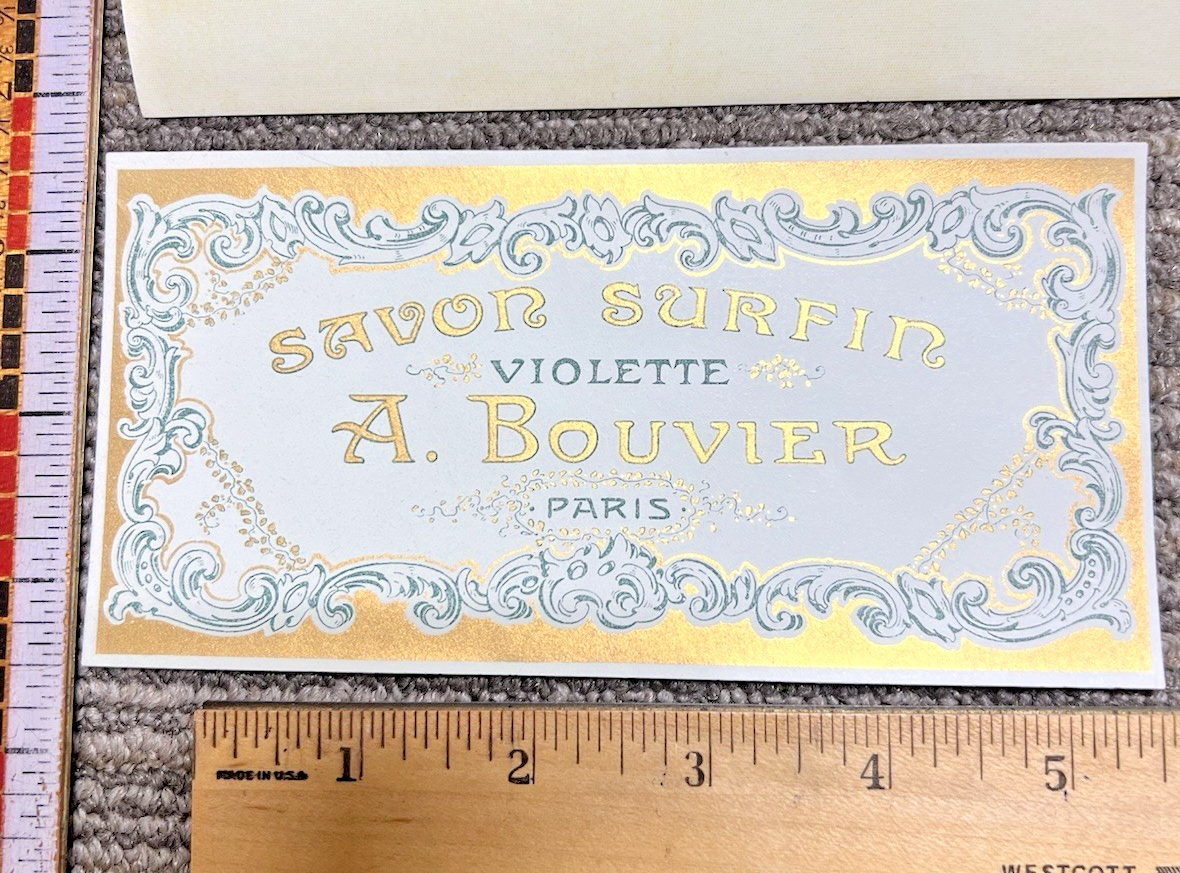 SAVON SURFIN
VIOLETTE
A. BOUVIER
· PARIS ·
1 2 3 4 5
MADE IN U.S.A
WESTCOTT